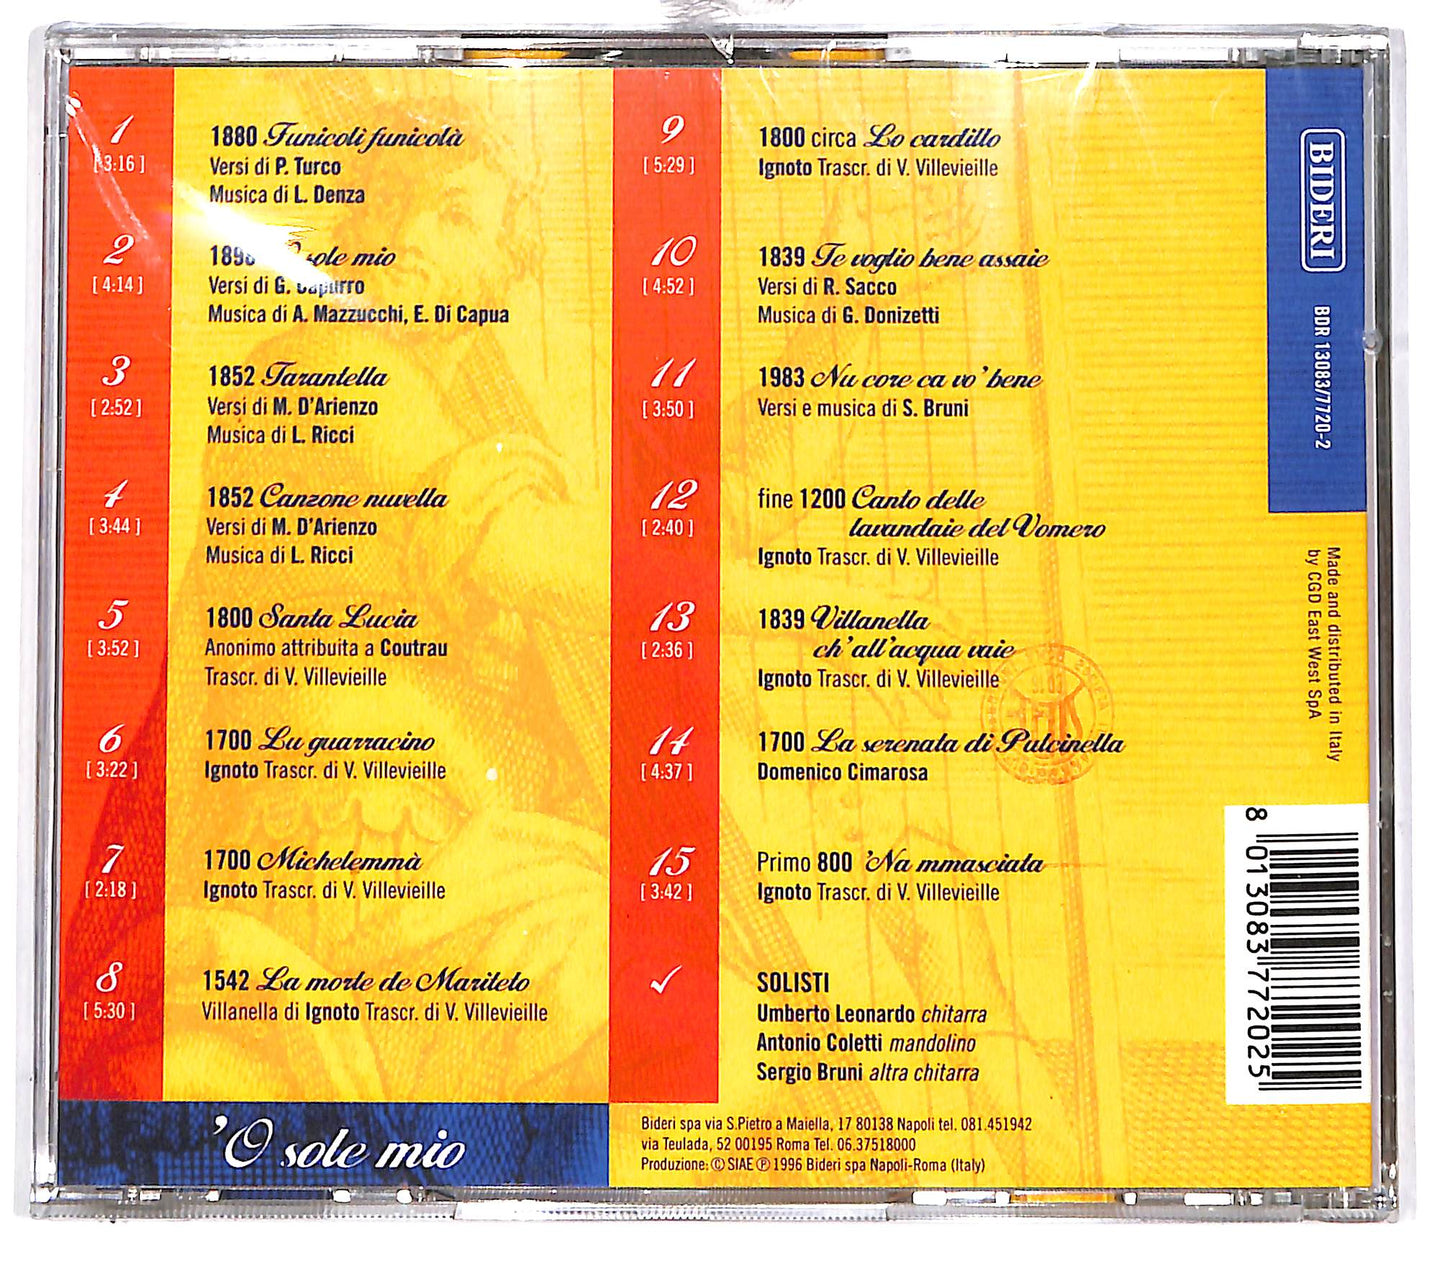 1
[ 3:16 ]
1880 Funicolì funicolà
Versi di P. Turco
Musica di L. Denza
2
[ 4:14 ]
sole mio
Versi di G. Capurro
Musica di A. Mazzucchi, E. Di Capua
3
[ 2:52 ]
1852 Tarantella
Versi di M. D'Arienzo
Musica di L. Ricci
4
[ 3:44 ]
1852 Canzone nuvella
Versi di M. D'Arienzo
Musica di L. Ricci
5
[ 3:52 ]
1800 Santa Lucia
Anonimo attribuita a Coutrau
Trascr. di V. Villevieille
6
[ 3:22 ]
1700 Lu guarracino
Ignoto Trascr. di V. Villevieille
7
[ 2:18 ]
1700 Michelemmà
Ignoto Trascr. di V. Villevieille
8
[ 5:30 ]
1542 La morte de Mariteto
Villanella di Ignoto Trascr. di V. Villevieille
'O sole mio
9
[ 5:29 ]
1800 circa Lo cardillo
Ignoto Trascr. di V. Villevieille
10
[ 4:52 ]
1839 Te voglio bene assaie
Versi di R. Sacco
Musica di G. Donizetti
11
[ 3:50 ]
1983 Nu core ca vo' bene
Versi e musica di S. Bruni
12
[ 2:40 ]
fine 1200 Canto delle
lavandaie del Vomero
Ignoto Trascr. di V. Villevieille
13
[ 2:36 ]
1839 Villanella
ch'all'acqua vaie
Ignoto Trascr. di V. Villevieille
14
[ 4:37 ]
1700 La serenata di Pulcinella
Domenico Cimarosa
15
[ 3:42 ]
Primo 800 'Na mmasciata
Ignoto Trascr. di V. Villevieille
✓
SOLISTI
Umberto Leonardo chitarra
Antonio Coletti mandolino
Sergio Bruni altra chitarra
Bideri spa via S.Pietro a Maiella, 17 80138 Napoli tel. 081.451942
via Teulada, 52 00195 Roma Tel. 06.37518000
Produzione: © SIAE ℗ 1996 Bideri spa Napoli-Roma (Italy)
BIDERI
BDR 13083/7720-2
Made and distributed in Italy
by CGD East West SpA
8 013083 772025